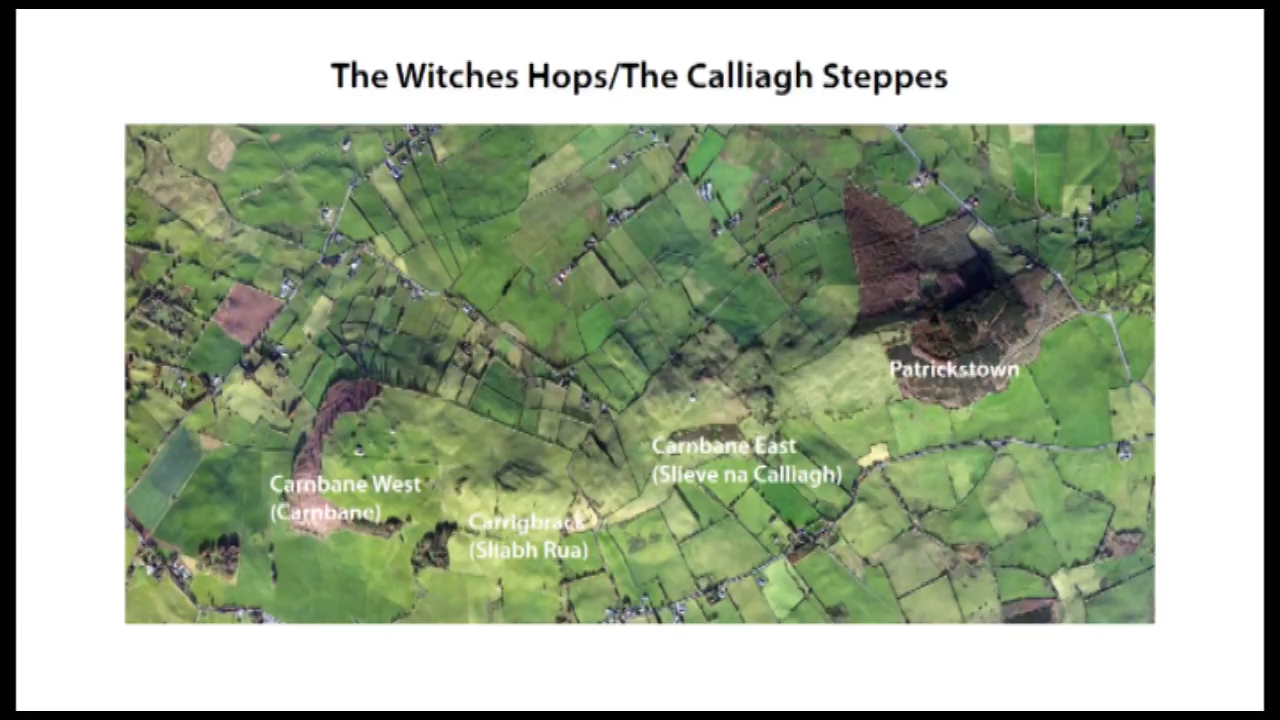 The Witches Hops/The Calliagh Steppes
Patrickstown
Carnbane East
(Slieve na Calliagh)
Carnbane West
(Carnbane)
Carrigbrack
(Sliabh Rua)